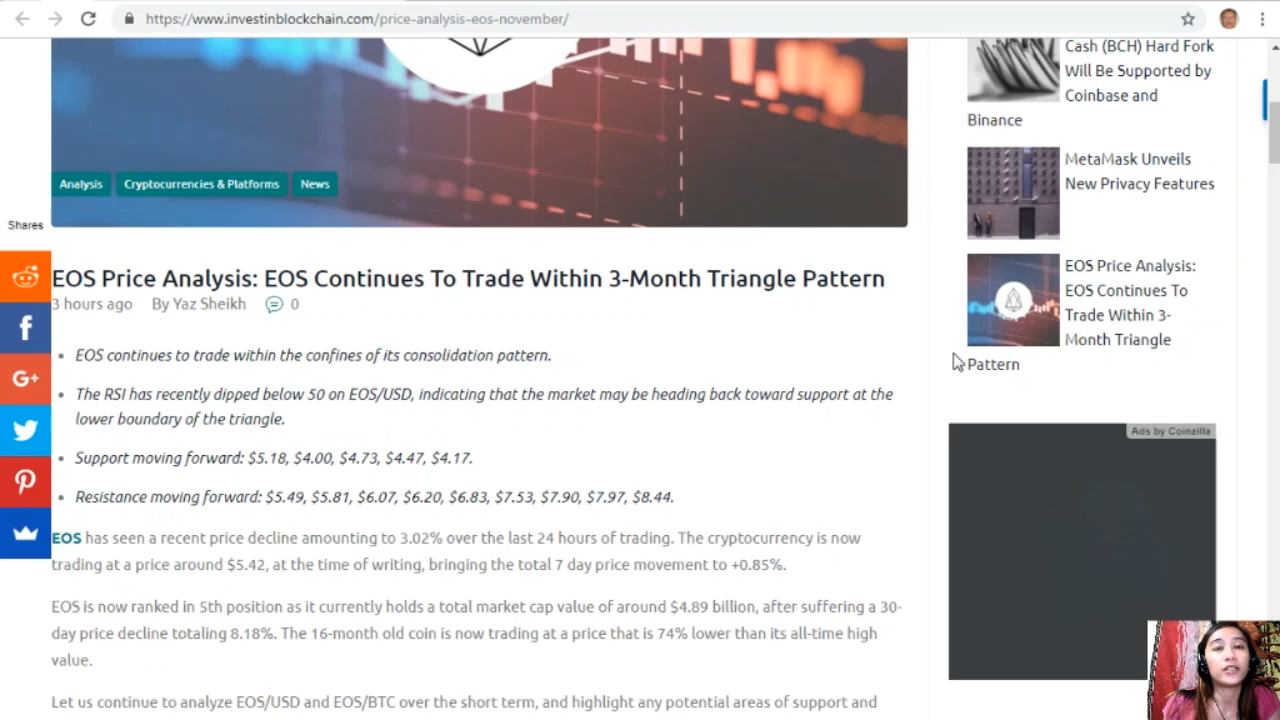 https://www.investinblockchain.com/price-analysis-eos-november/
Analysis
Cryptocurrencies & Platforms
News
Shares
G+
EOS Price Analysis: EOS Continues To Trade Within 3-Month Triangle Pattern
3 hours ago By Yaz Sheikh 0
• EOS continues to trade within the confines of its consolidation pattern.
• The RSI has recently dipped below 50 on EOS/USD, indicating that the market may be heading back toward support at the
lower boundary of the triangle.
• Support moving forward: $5.18, $4.00, $4.73, $4.47, $4.17.
• Resistance moving forward: $5.49, $5.81, $6.07, $6.20, $6.83, $7.53, $7.90, $7.97, $8.44.
EOS has seen a recent price decline amounting to 3.02% over the last 24 hours of trading. The cryptocurrency is now
trading at a price around $5.42, at the time of writing, bringing the total 7 day price movement to +0.85%.
EOS is now ranked in 5th position as it currently holds a total market cap value of around $4.89 billion, after suffering a 30-
day price decline totaling 8.18%. The 16-month old coin is now trading at a price that is 74% lower than its all-time high
value.
Let us continue to analyze EOS/USD and EOS/BTC over the short term, and highlight any potential areas of support and
Cash (BCH) Hard Fork
Will Be Supported by
Coinbase and
Binance
MetaMask Unveils
New Privacy Features
EOS Price Analysis:
EOS Continues To
Trade Within 3-
Month Triangle
Pattern
Ads by Coinzilla